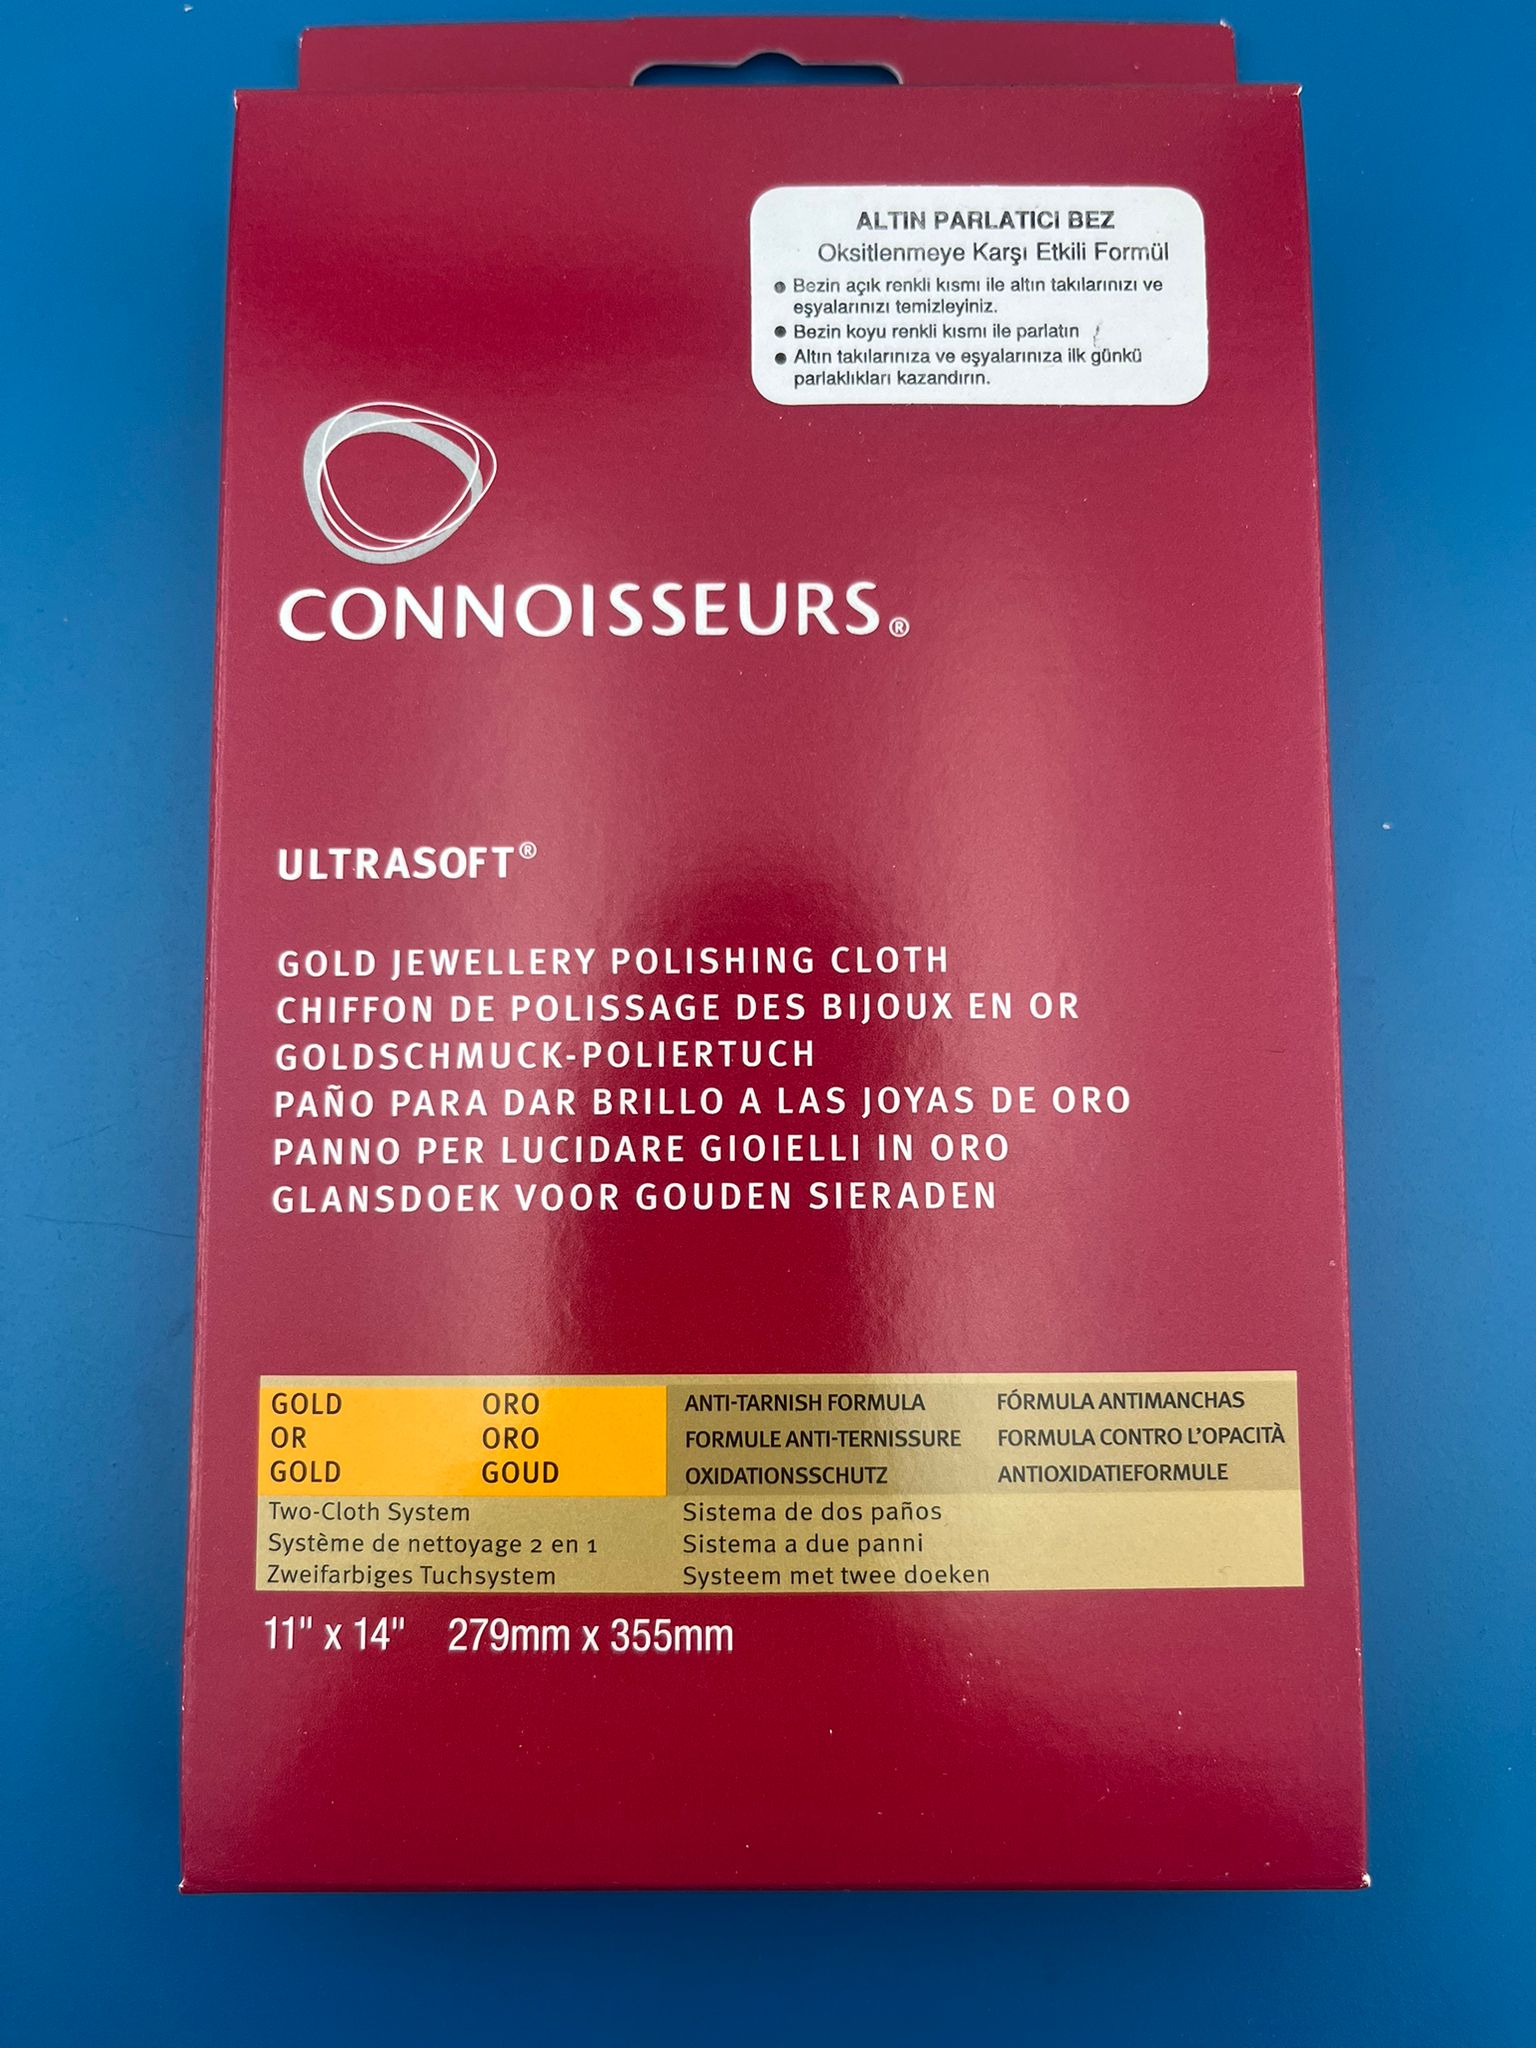 ALTIN PARLATICI BEZ
Oksitlenmeye Karşı Etkili Formül
● Bezin açık renkli kısmı ile altın takılarınızı ve
eşyalarınızı temizleyiniz.
● Bezin koyu renkli kısmı ile parlatın
● Altın takılarınıza ve eşyalarınıza ilk günkü
parlaklıkları kazandırın.
CONNOISSEURS®
ULTRASOFT®
GOLD JEWELLERY POLISHING CLOTH
CHIFFON DE POLISSAGE DES BIJOUX EN OR
GOLDSCHMUCK-POLIERTUCH
PAÑO PARA DAR BRILLO A LAS JOYAS DE ORO
PANNO PER LUCIDARE GIOIELLI IN ORO
GLANSDOEK VOOR GOUDEN SIERADEN
GOLD ORO ANTI-TARNISH FORMULA FÓRMULA ANTIMANCHAS
OR ORO FORMULE ANTI-TERNISSURE FORMULA CONTRO L'OPACITÀ
GOLD GOUD OXIDATIONSSCHUTZ ANTIOXIDATIEFORMULE
Two-Cloth System Sistema de dos paños
Système de nettoyage 2 en 1 Sistema a due panni
Zweifarbiges Tuchsystem Systeem met twee doeken
11" x 14" 279mm x 355mm